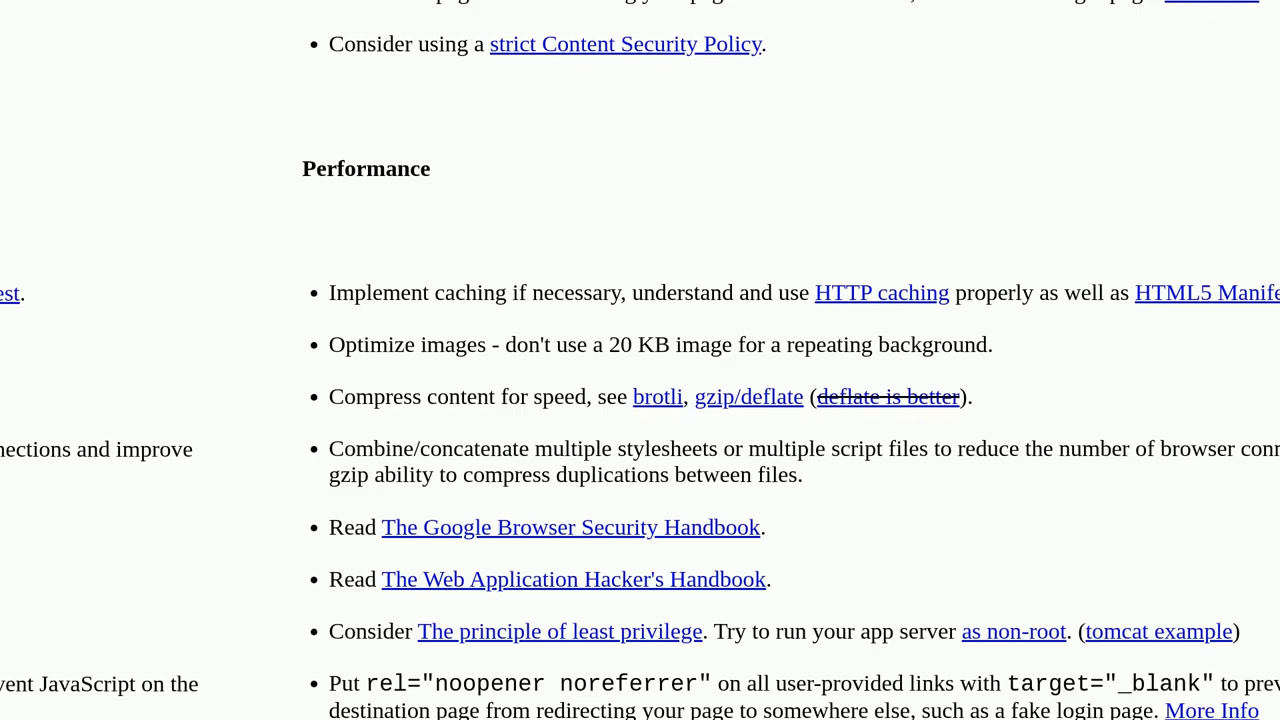 Consider using a strict Content Security Policy.
Performance
est.
Implement caching if necessary, understand and use HTTP caching properly as well as HTML5 Manife
Optimize images - don't use a 20 KB image for a repeating background.
Compress content for speed, see brotli, gzip/deflate (deflate is better).
nections and improve
Combine/concatenate multiple stylesheets or multiple script files to reduce the number of browser conn
gzip ability to compress duplications between files.
Read The Google Browser Security Handbook.
Read The Web Application Hacker's Handbook.
Consider The principle of least privilege. Try to run your app server as non-root. (tomcat example)
vent JavaScript on the
Put rel="noopener noreferrer" on all user-provided links with target="_blank" to prev
destination page from redirecting your page to somewhere else, such as a fake login page. More Info